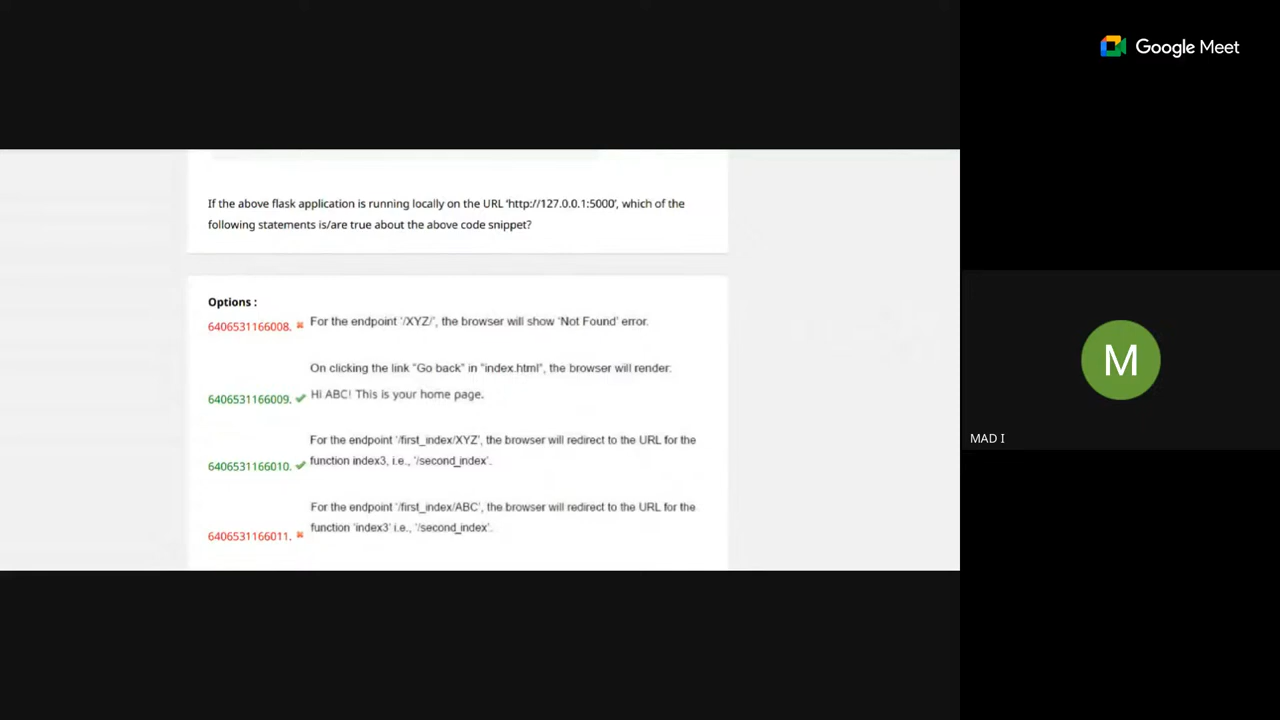 Google Meet
If the above flask application is running locally on the URL ‘http://127.0.0.1:5000’, which of the
following statements is/are true about the above code snippet?
Options :
6406531166008. ✖ For the endpoint ‘/XYZ/’, the browser will show ‘Not Found’ error.
On clicking the link “Go back” in “index.html”, the browser will render:
6406531166009. ✔ Hi ABC! This is your home page.
For the endpoint ‘/first_index/XYZ’, the browser will redirect to the URL for the
6406531166010. ✔ function index3, i.e., ‘/second_index’.
For the endpoint ‘/first_index/ABC’, the browser will redirect to the URL for the
function ‘index3’ i.e., ‘/second_index’.
6406531166011. ✖
M
MAD I